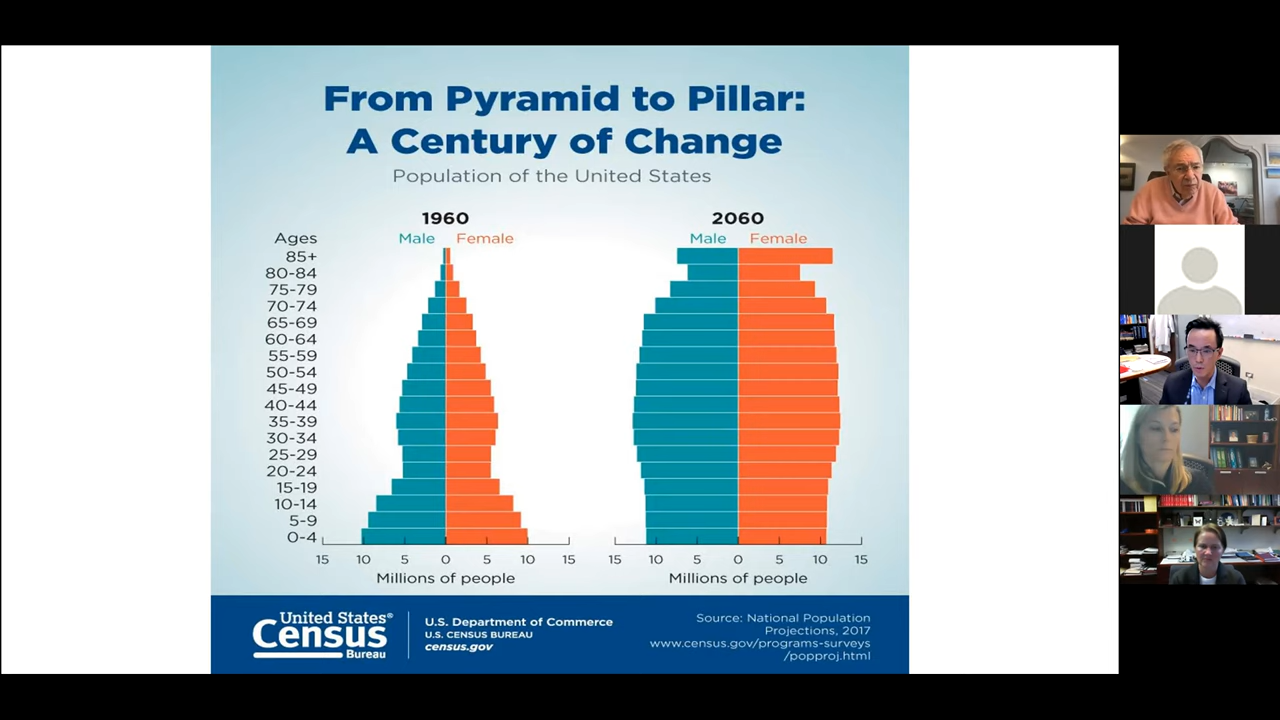 From Pyramid to Pillar:
A Century of Change
Population of the United States
1960
2060
Ages
Male Female
Male Female
85+
80-84
75-79
70-74
65-69
60-64
55-59
50-54
45-49
40-44
35-39
30-34
25-29
20-24
15-19
10-14
5-9
0-4
15 10 5 0 5 10 15
15 10 5 0 5 10 15
Millions of people
Millions of people
United States®
Census
Bureau
U.S. Department of Commerce
U.S. CENSUS BUREAU
census.gov
Source: National Population
Projections, 2017
www.census.gov/programs-surveys
/popproj.html